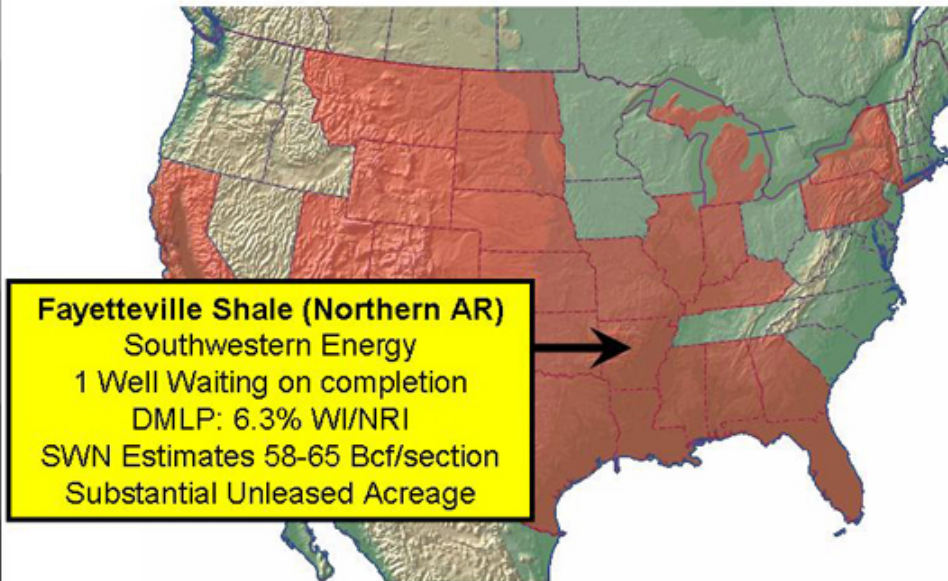 Fayetteville Shale (Northern AR)
Southwestern Energy
1 Well Waiting on completion
DMLP: 6.3% WI/NRI
SWN Estimates 58-65 Bcf/section
Substantial Unleased Acreage